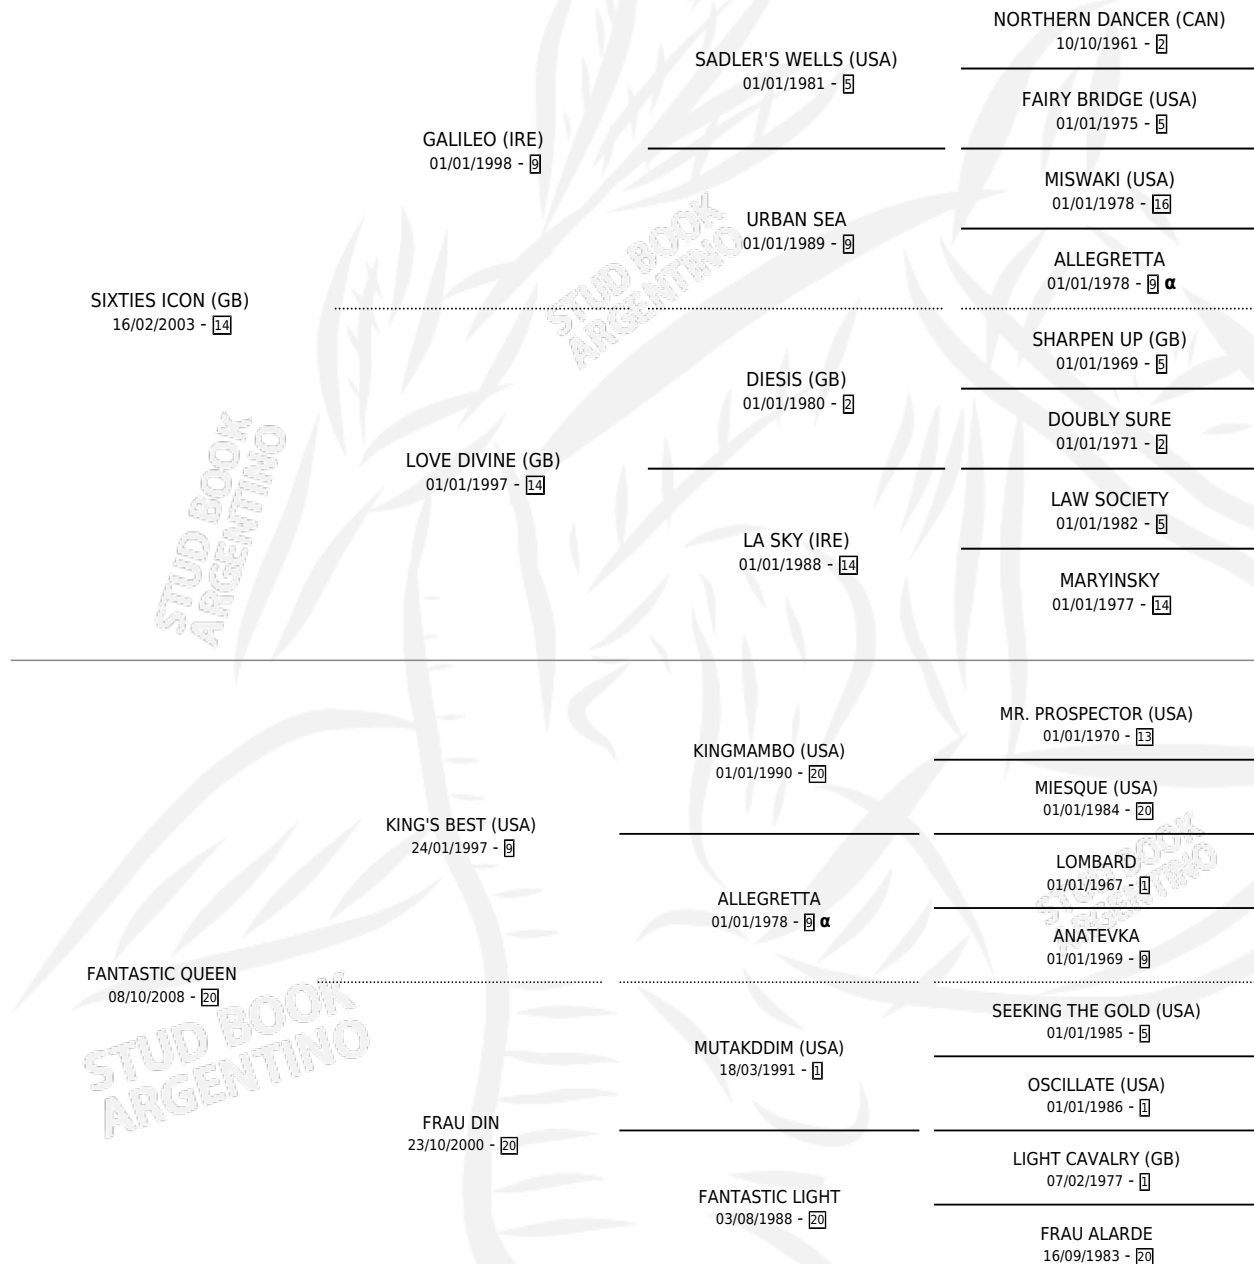 NORTHERN DANCER (CAN)
10/10/1961 - 2
SADLER'S WELLS (USA)
01/01/1981 - 5
FAIRY BRIDGE (USA)
01/01/1975 - 5
GALILEO (IRE)
01/01/1998 - 9
MISWAKI (USA)
01/01/1978 - 16
URBAN SEA
01/01/1989 - 9
ALLEGRETTA
01/01/1978 - 9 α
SIXTIES ICON (GB)
16/02/2003 - 14
STUD BOOK
ARGENTINO
SHARPEN UP (GB)
01/01/1969 - 5
DIESIS (GB)
01/01/1980 - 2
DOUBLY SURE
01/01/1971 - 2
LOVE DIVINE (GB)
01/01/1997 - 14
LAW SOCIETY
01/01/1982 - 5
LA SKY (IRE)
01/01/1988 - 14
MARYINSKY
01/01/1977 - 14
STUD BOOK
ARGENTINO
MR. PROSPECTOR (USA)
01/01/1970 - 13
KINGMAMBO (USA)
01/01/1990 - 20
MIESQUE (USA)
01/01/1984 - 20
KING'S BEST (USA)
24/01/1997 - 9
LOMBARD
01/01/1967 - 1
ALLEGRETTA
01/01/1978 - 9 α
ANATEVKA
01/01/1969 - 9
STUD BOOK
ARGENTINO
FANTASTIC QUEEN
08/10/2008 - 20
SEEKING THE GOLD (USA)
01/01/1985 - 5
MUTAKDDIM (USA)
18/03/1991 - 1
OSCILLATE (USA)
01/01/1986 - 1
STUD BOOK
ARGENTINO
FRAU DIN
23/10/2000 - 20
LIGHT CAVALRY (GB)
07/02/1977 - 1
FANTASTIC LIGHT
03/08/1988 - 20
FRAU ALARDE
16/09/1983 - 20